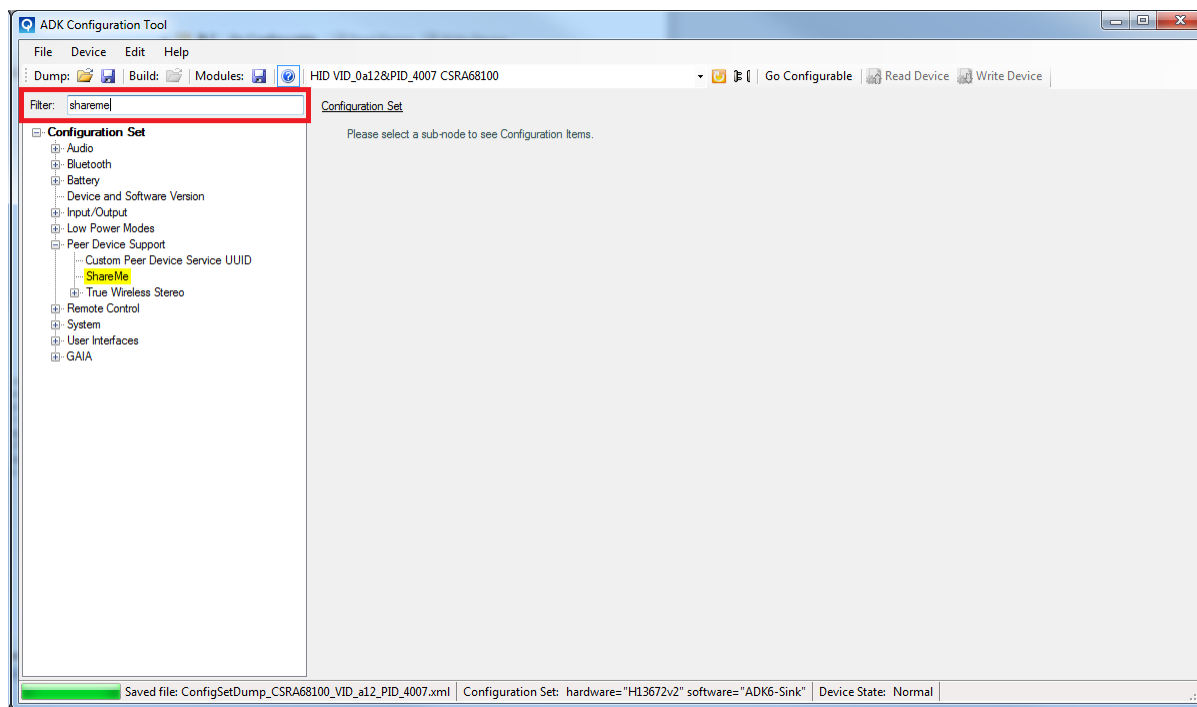 ADK Configuration Tool
File Device Edit Help
Dump: Build: Modules: HID VID_0a12&PID_4007 CSRA68100 Go Configurable Read Device Write Device
Filter: shareme
Configuration Set
Please select a sub-node to see Configuration Items.
Configuration Set
Audio
Bluetooth
Battery
Device and Software Version
Input/Output
Low Power Modes
Peer Device Support
Custom Peer Device Service UUID
ShareMe
True Wireless Stereo
Remote Control
System
User Interfaces
GAIA
Saved file: ConfigSetDump_CSRA68100_VID_a12_PID_4007.xml Configuration Set: hardware="H13672v2" software="ADK6-Sink" Device State: Normal